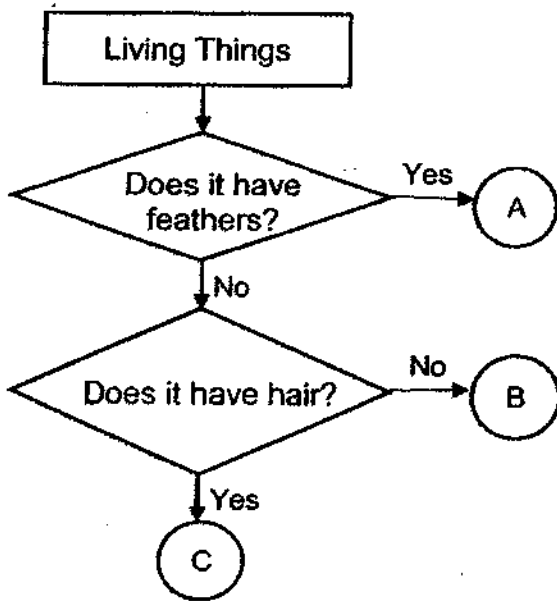 Living Things
Does it have
feathers?
Yes
A
No
Does it have hair?
No
B
Yes
C